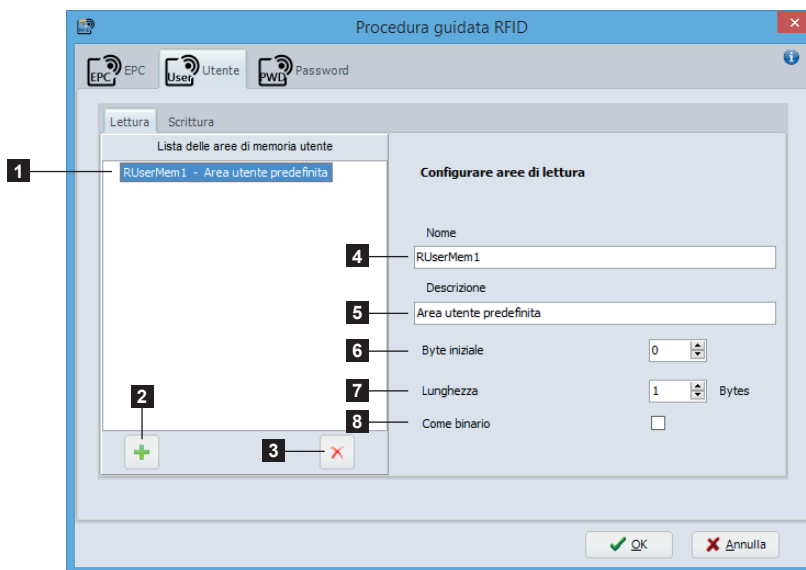 Procedura guidata RFID
EPC EPC User Utente PWD Password
Lettura Scrittura
Lista delle aree di memoria utente
1 RUserMem1 - Area utente predefinita
Configurare aree di lettura
Nome
4 RUserMem1
Descrizione
5 Area utente predefinita
6 Byte iniziale 0
7 Lunghezza 1 Bytes
8 Come binario
2
3
OK Annulla